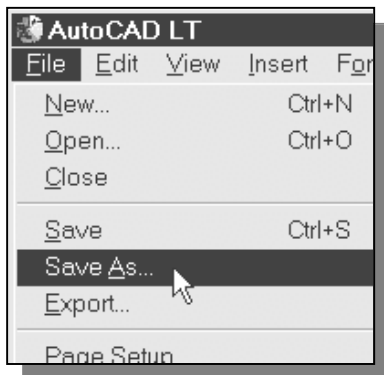 AutoCAD LT
File Edit View Insert For
New... Ctrl+N
Open... Ctrl+O
Close
Save Ctrl+S
Save As...
Export...
Page Setup